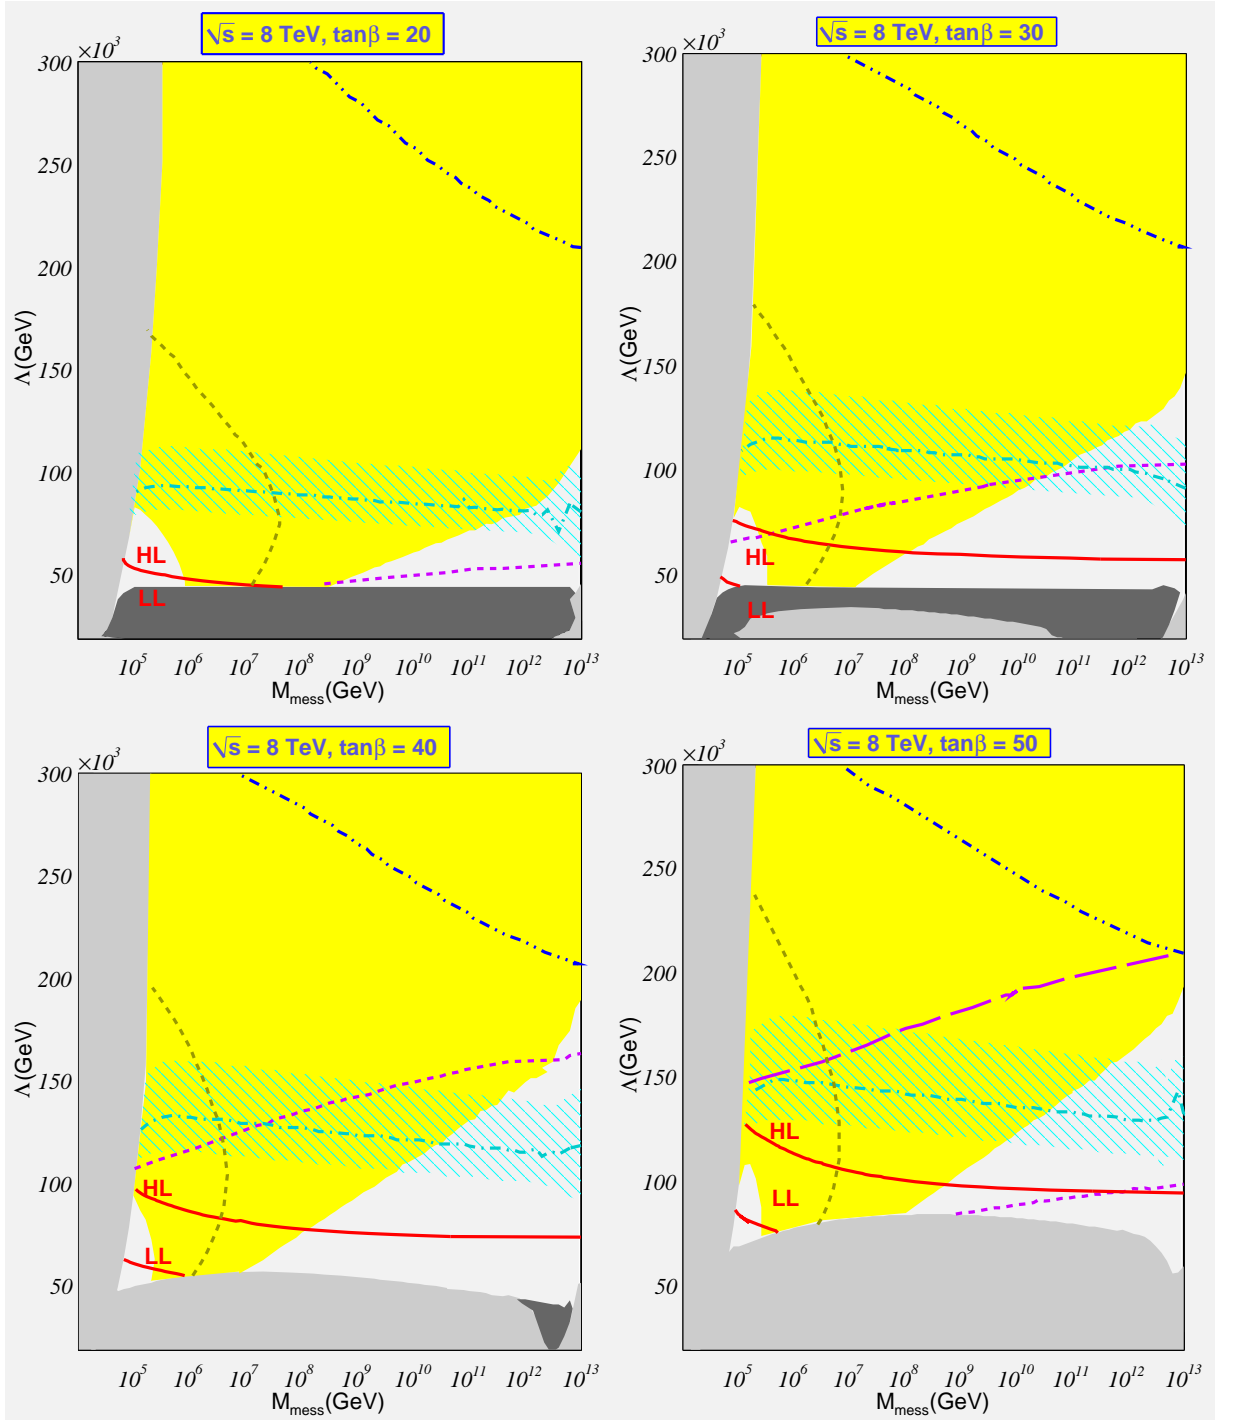 √s = 8 TeV, tanβ = 20
×10³
300
250
200
150
100
50
Λ(GeV)
HL
LL
10⁵ 10⁶ 10⁷ 10⁸ 10⁹ 10¹⁰ 10¹¹ 10¹² 10¹³
M_mess(GeV)
√s = 8 TeV, tanβ = 30
×10³
300
250
200
150
100
50
Λ(GeV)
HL
LL
10⁵ 10⁶ 10⁷ 10⁸ 10⁹ 10¹⁰ 10¹¹ 10¹² 10¹³
M_mess(GeV)
√s = 8 TeV, tanβ = 40
×10³
300
250
200
150
100
50
Λ(GeV)
HL
LL
10⁵ 10⁶ 10⁷ 10⁸ 10⁹ 10¹⁰ 10¹¹ 10¹² 10¹³
M_mess(GeV)
√s = 8 TeV, tanβ = 50
×10³
300
250
200
150
100
50
Λ(GeV)
HL
LL
10⁵ 10⁶ 10⁷ 10⁸ 10⁹ 10¹⁰ 10¹¹ 10¹² 10¹³
M_mess(GeV)